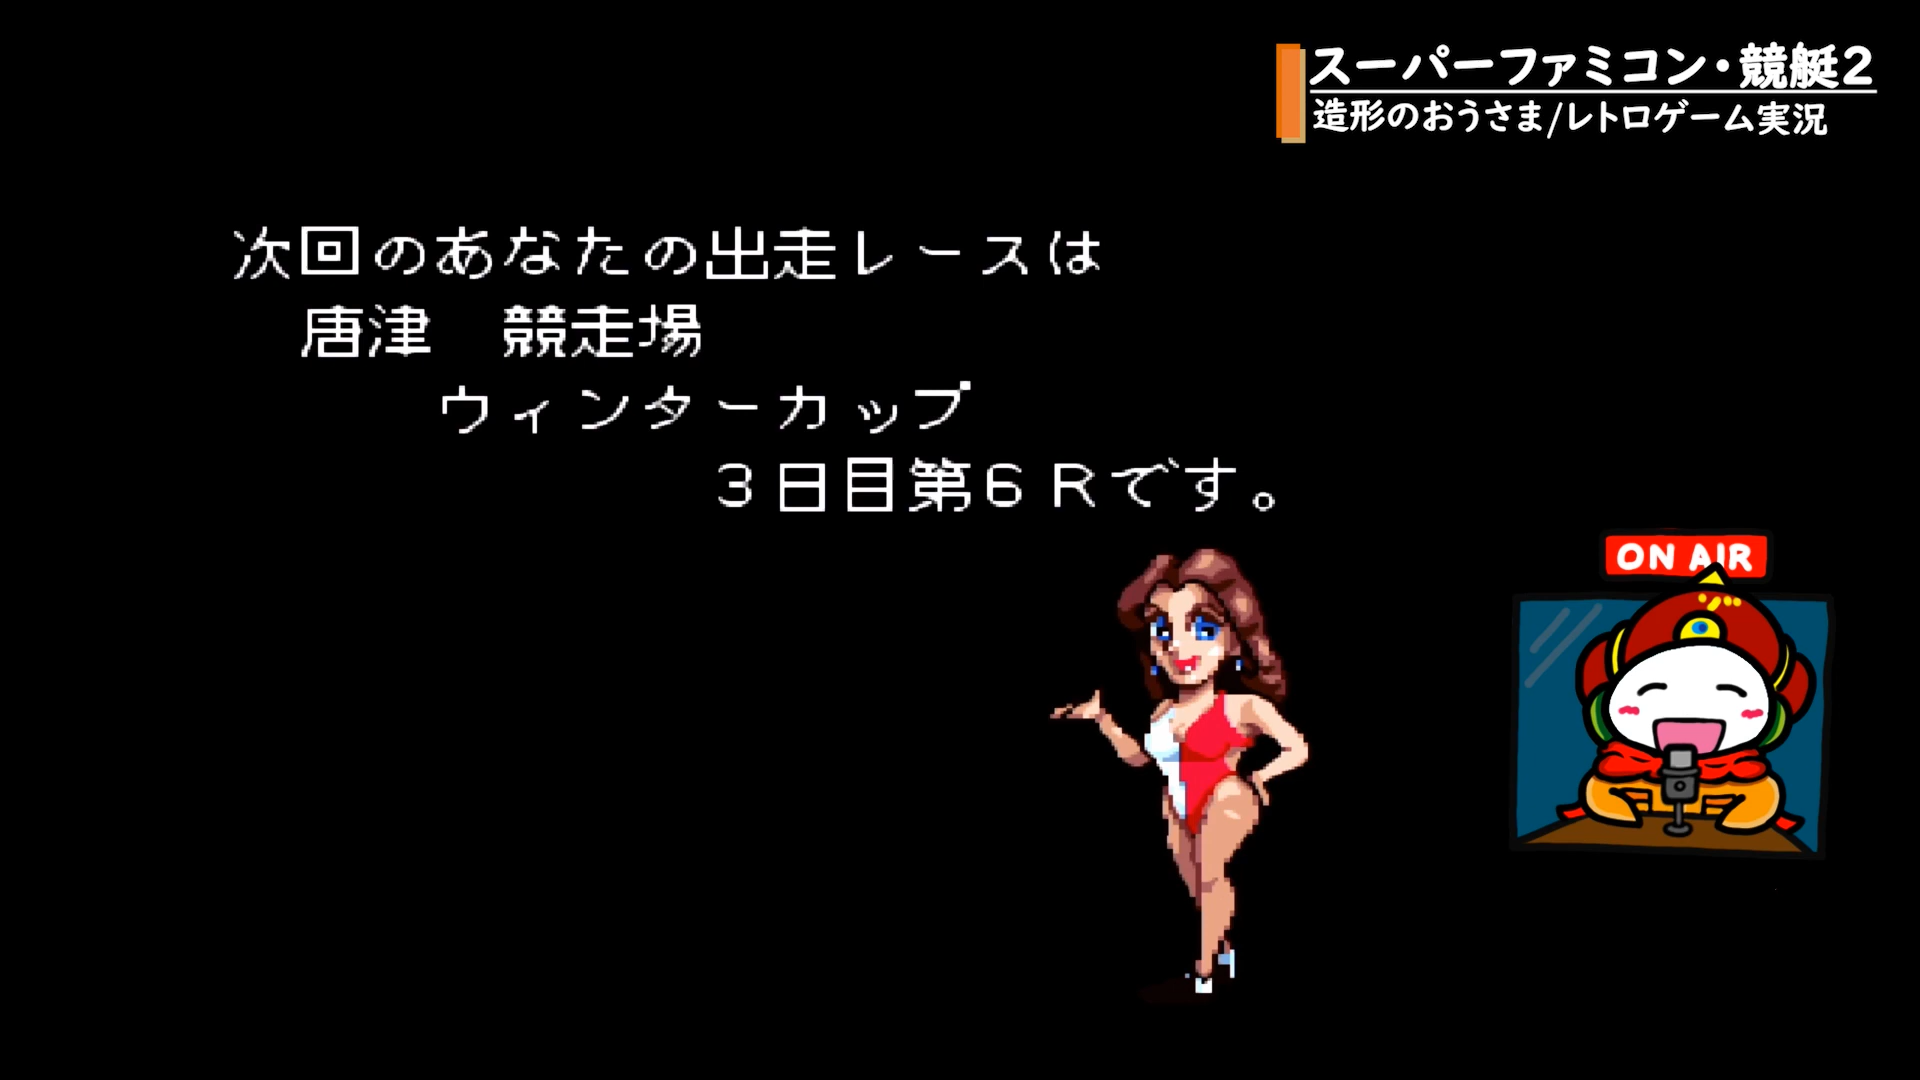 スーパーファミコン・競艇2
造形のおうさま/レトロゲーム実況
次回のあなたの出走レースは
唐津 競走場
ウィンターカップ
3日目第6Rです。
ON AIR